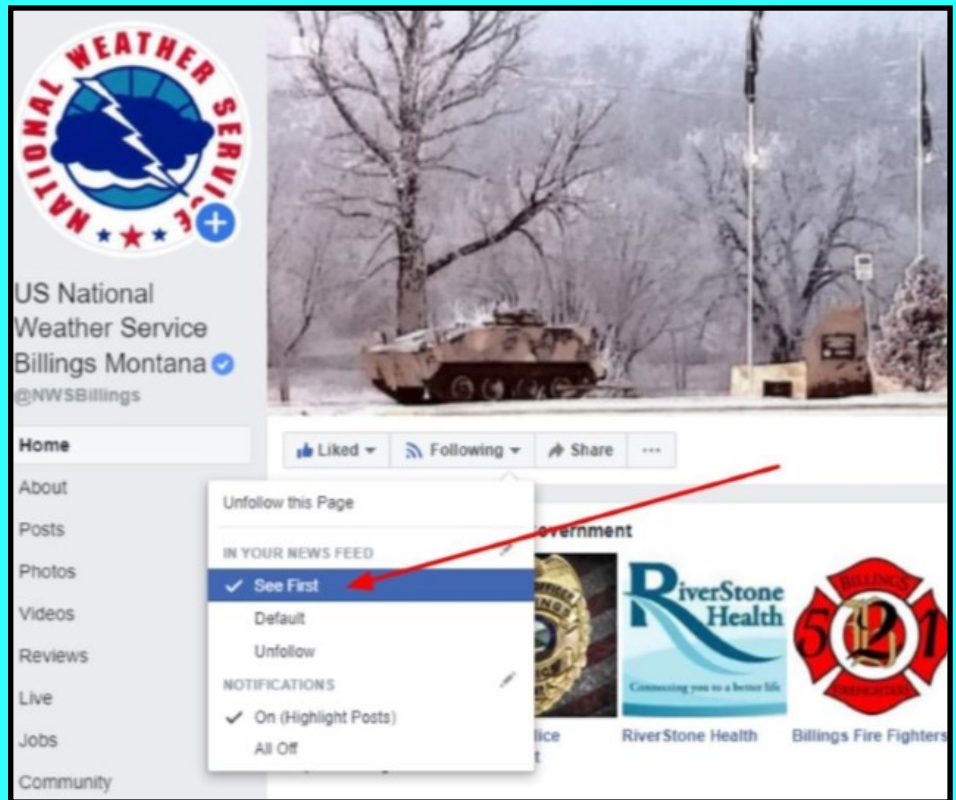 NATIONAL WEATHER SERVICE
US National
Weather Service
Billings Montana
@NWSBillings
Home
About
Posts
Photos
Videos
Reviews
Live
Jobs
Community
Liked
Following
Share
Unfollow this Page
IN YOUR NEWS FEED
See First
Default
Unfollow
NOTIFICATIONS
On (Highlight Posts)
All Off
overnment
OFFICER
RiverStone
Health
Connecting you to a better life
BILLINGS
521
FIREFIGHTERS
lice
t
RiverStone Health
Billings Fire Fighters